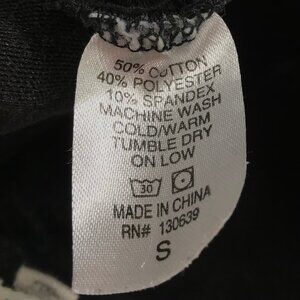 50% COTTON
40% POLYESTER
10% SPANDEX
MACHINE WASH
COLD/WARM
TUMBLE DRY
ON LOW
30
MADE IN CHINA
RN# 130639
S